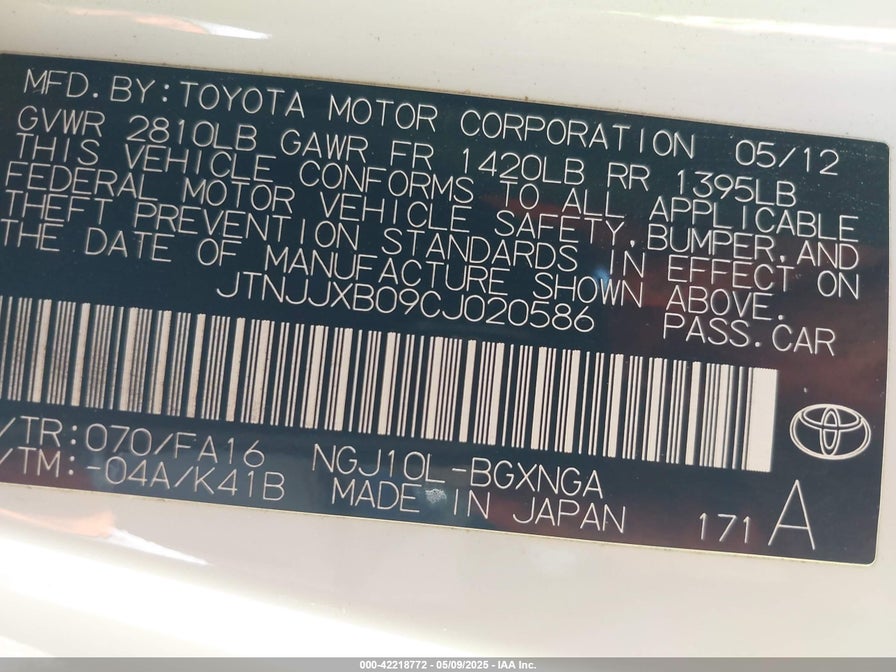 MFD. BY: TOYOTA MOTOR CORPORATION 05/12
GVWR 2810LB GAWR FR 1420LB RR 1395LB
THIS VEHICLE CONFORMS TO ALL APPLICABLE
FEDERAL MOTOR VEHICLE SAFETY, BUMPER, AND
THEFT PREVENTION STANDARDS IN EFFECT ON
THE DATE OF MANUFACTURE SHOWN ABOVE.
JTNJJXB09CJ020586 PASS. CAR
/TR: 070/FA16 NGJ10L-BGXNGA
/TM: -04A/K41B MADE IN JAPAN 171 A
000-42218772 - 05/09/2025 - IAA Inc.